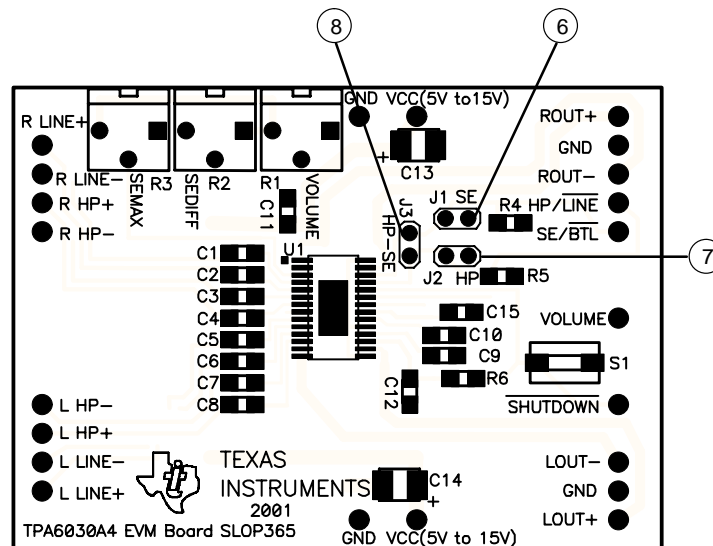 8
6
GND VCC(5V to15V)
R LINE+
ROUT+
GND
R LINE-
R3
R2
R1
C13
ROUT-
R HP+
SEMAX
SEDIFF
VOLUME
C11
J1 SE
R4 HP/LINE
R HP-
J3
HP-SE
SE/BTL
U1
C1
J2 HP
7
C2
R5
C3
C15
C4
VOLUME
C10
C5
C9
C6
S1
C7
R6
C8
C12
L HP-
SHUTDOWN
L HP+
TEXAS
L LINE-
LOUT-
INSTRUMENTS
C14
L LINE+
GND
2001
LOUT+
TPA6030A4 EVM Board SLOP365
GND VCC(5V to 15V)